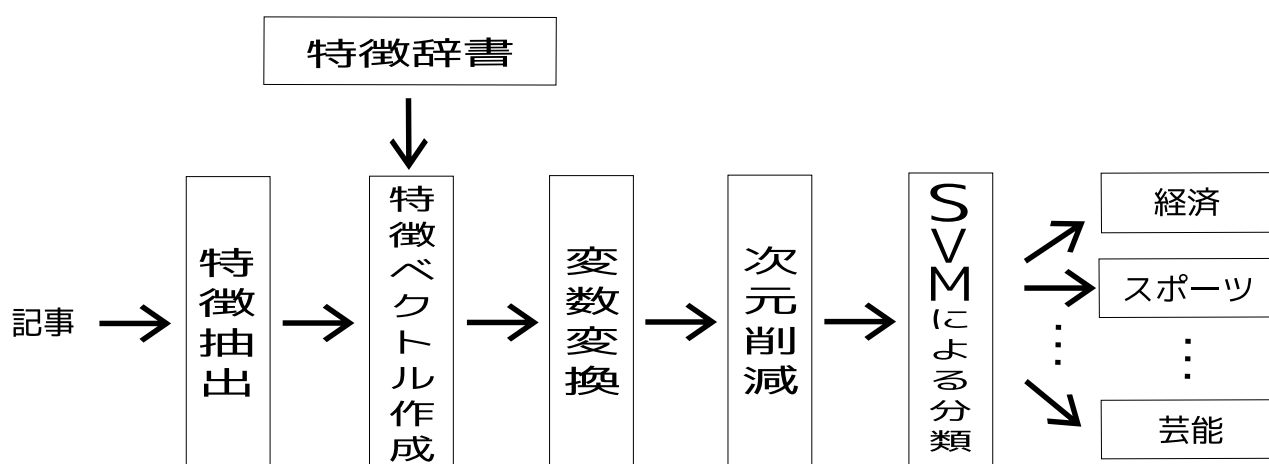 特徴辞書
記事
特徴抽出
特徴ベクトル作成
変数変換
次元削減
SVMによる分類
経済
スポーツ
芸能